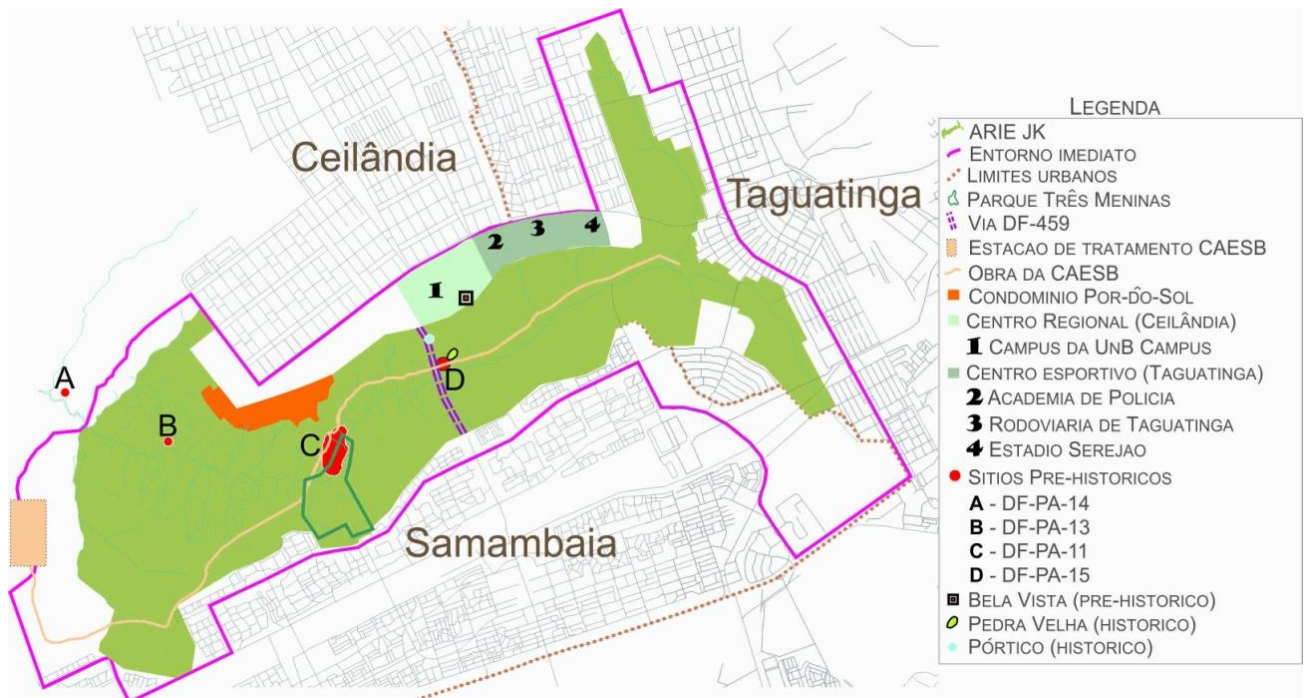 Ceilândia
Taguatinga
Samambaia
1
2
3
4
A
B
C
D
LEGENDA
ARIE JK
ENTORNO IMEDIATO
LIMITES URBANOS
PARQUE TRÊS MENINAS
VIA DF-459
ESTACAO DE TRATAMENTO CAESB
OBRA DA CAESB
CONDOMINIO POR-DÔ-SOL
CENTRO REGIONAL (CEILÂNDIA)
1 CAMPUS DA UNB CAMPUS
CENTRO ESPORTIVO (TAGUATINGA)
2 ACADEMIA DE POLICIA
3 RODOVIARIA DE TAGUATINGA
4 ESTADIO SEREJAO
SITIOS PRE-HISTORICOS
A - DF-PA-14
B - DF-PA-13
C - DF-PA-11
D - DF-PA-15
BELA VISTA (PRE-HISTORICO)
PEDRA VELHA (HISTORICO)
PÓRTICO (HISTORICO)